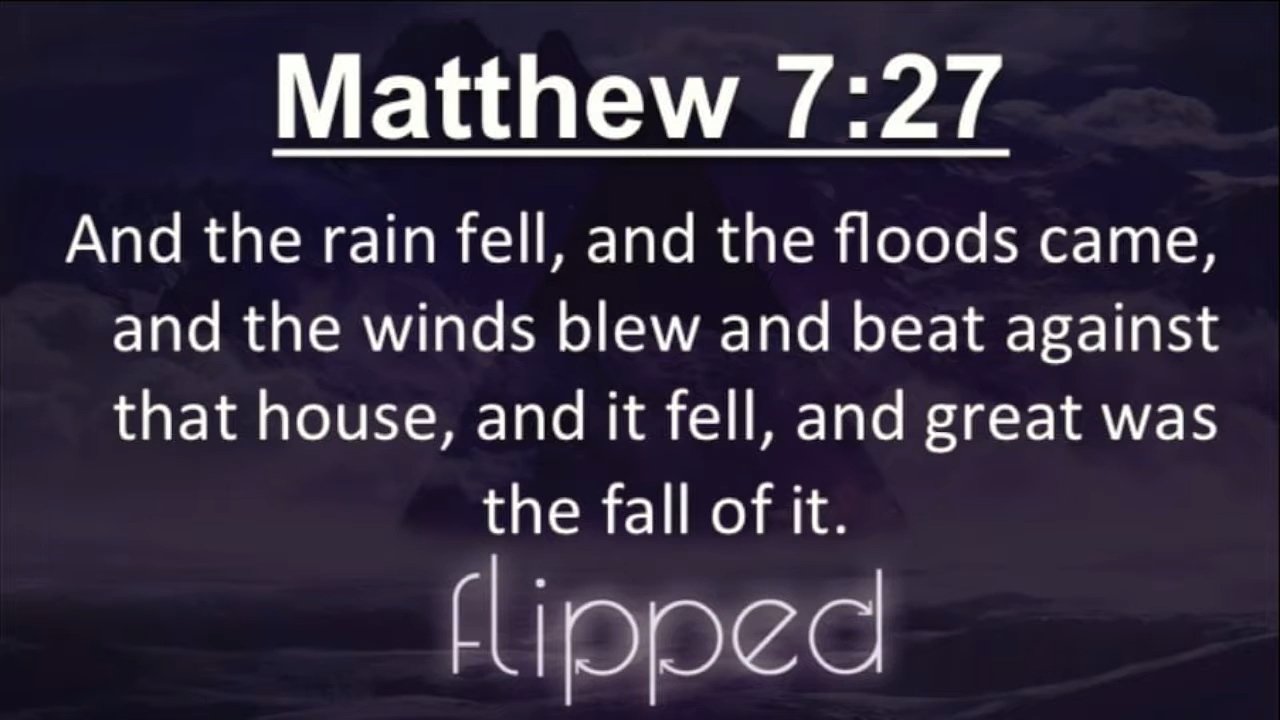 Matthew 7:27
And the rain fell, and the floods came,
and the winds blew and beat against
that house, and it fell, and great was
the fall of it.
flipped